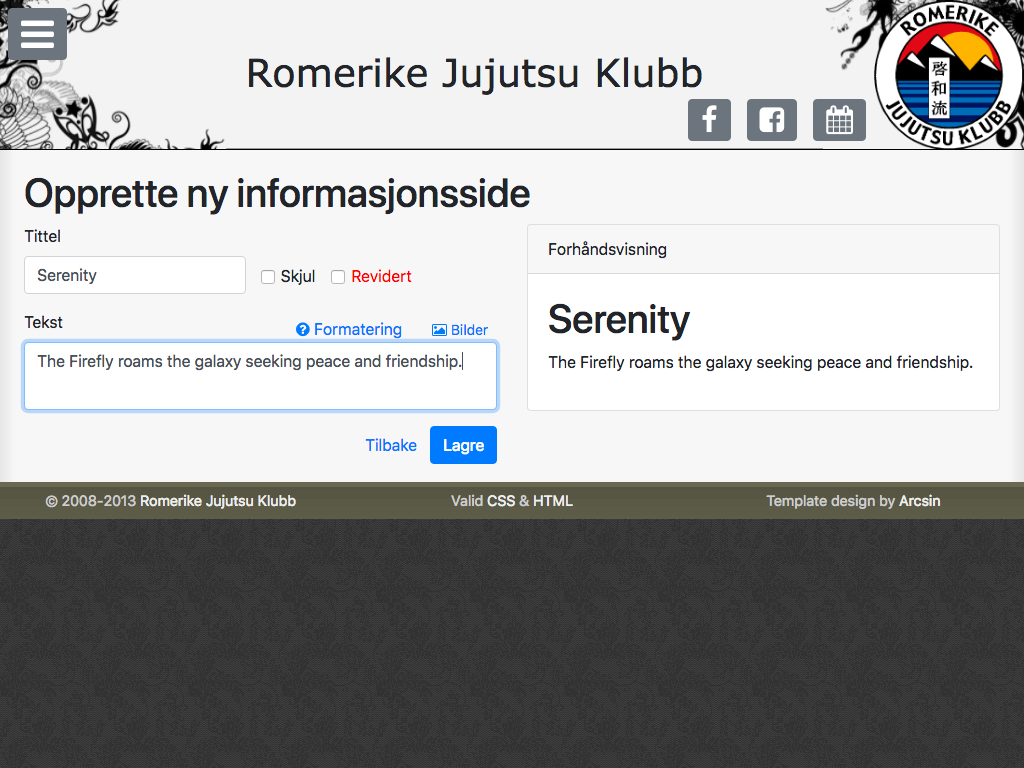 Romerike Jujutsu Klubb
ROMERIKE
啓和流
JUJUTSU KLUBB
Opprette ny informasjonsside
Tittel
Serenity
Skjul
Revidert
Tekst
Formatering
Bilder
The Firefly roams the galaxy seeking peace and friendship.
Tilbake
Lagre
Forhåndsvisning
Serenity
The Firefly roams the galaxy seeking peace and friendship.
© 2008-2013 Romerike Jujutsu Klubb
Valid CSS & HTML
Template design by Arcsin